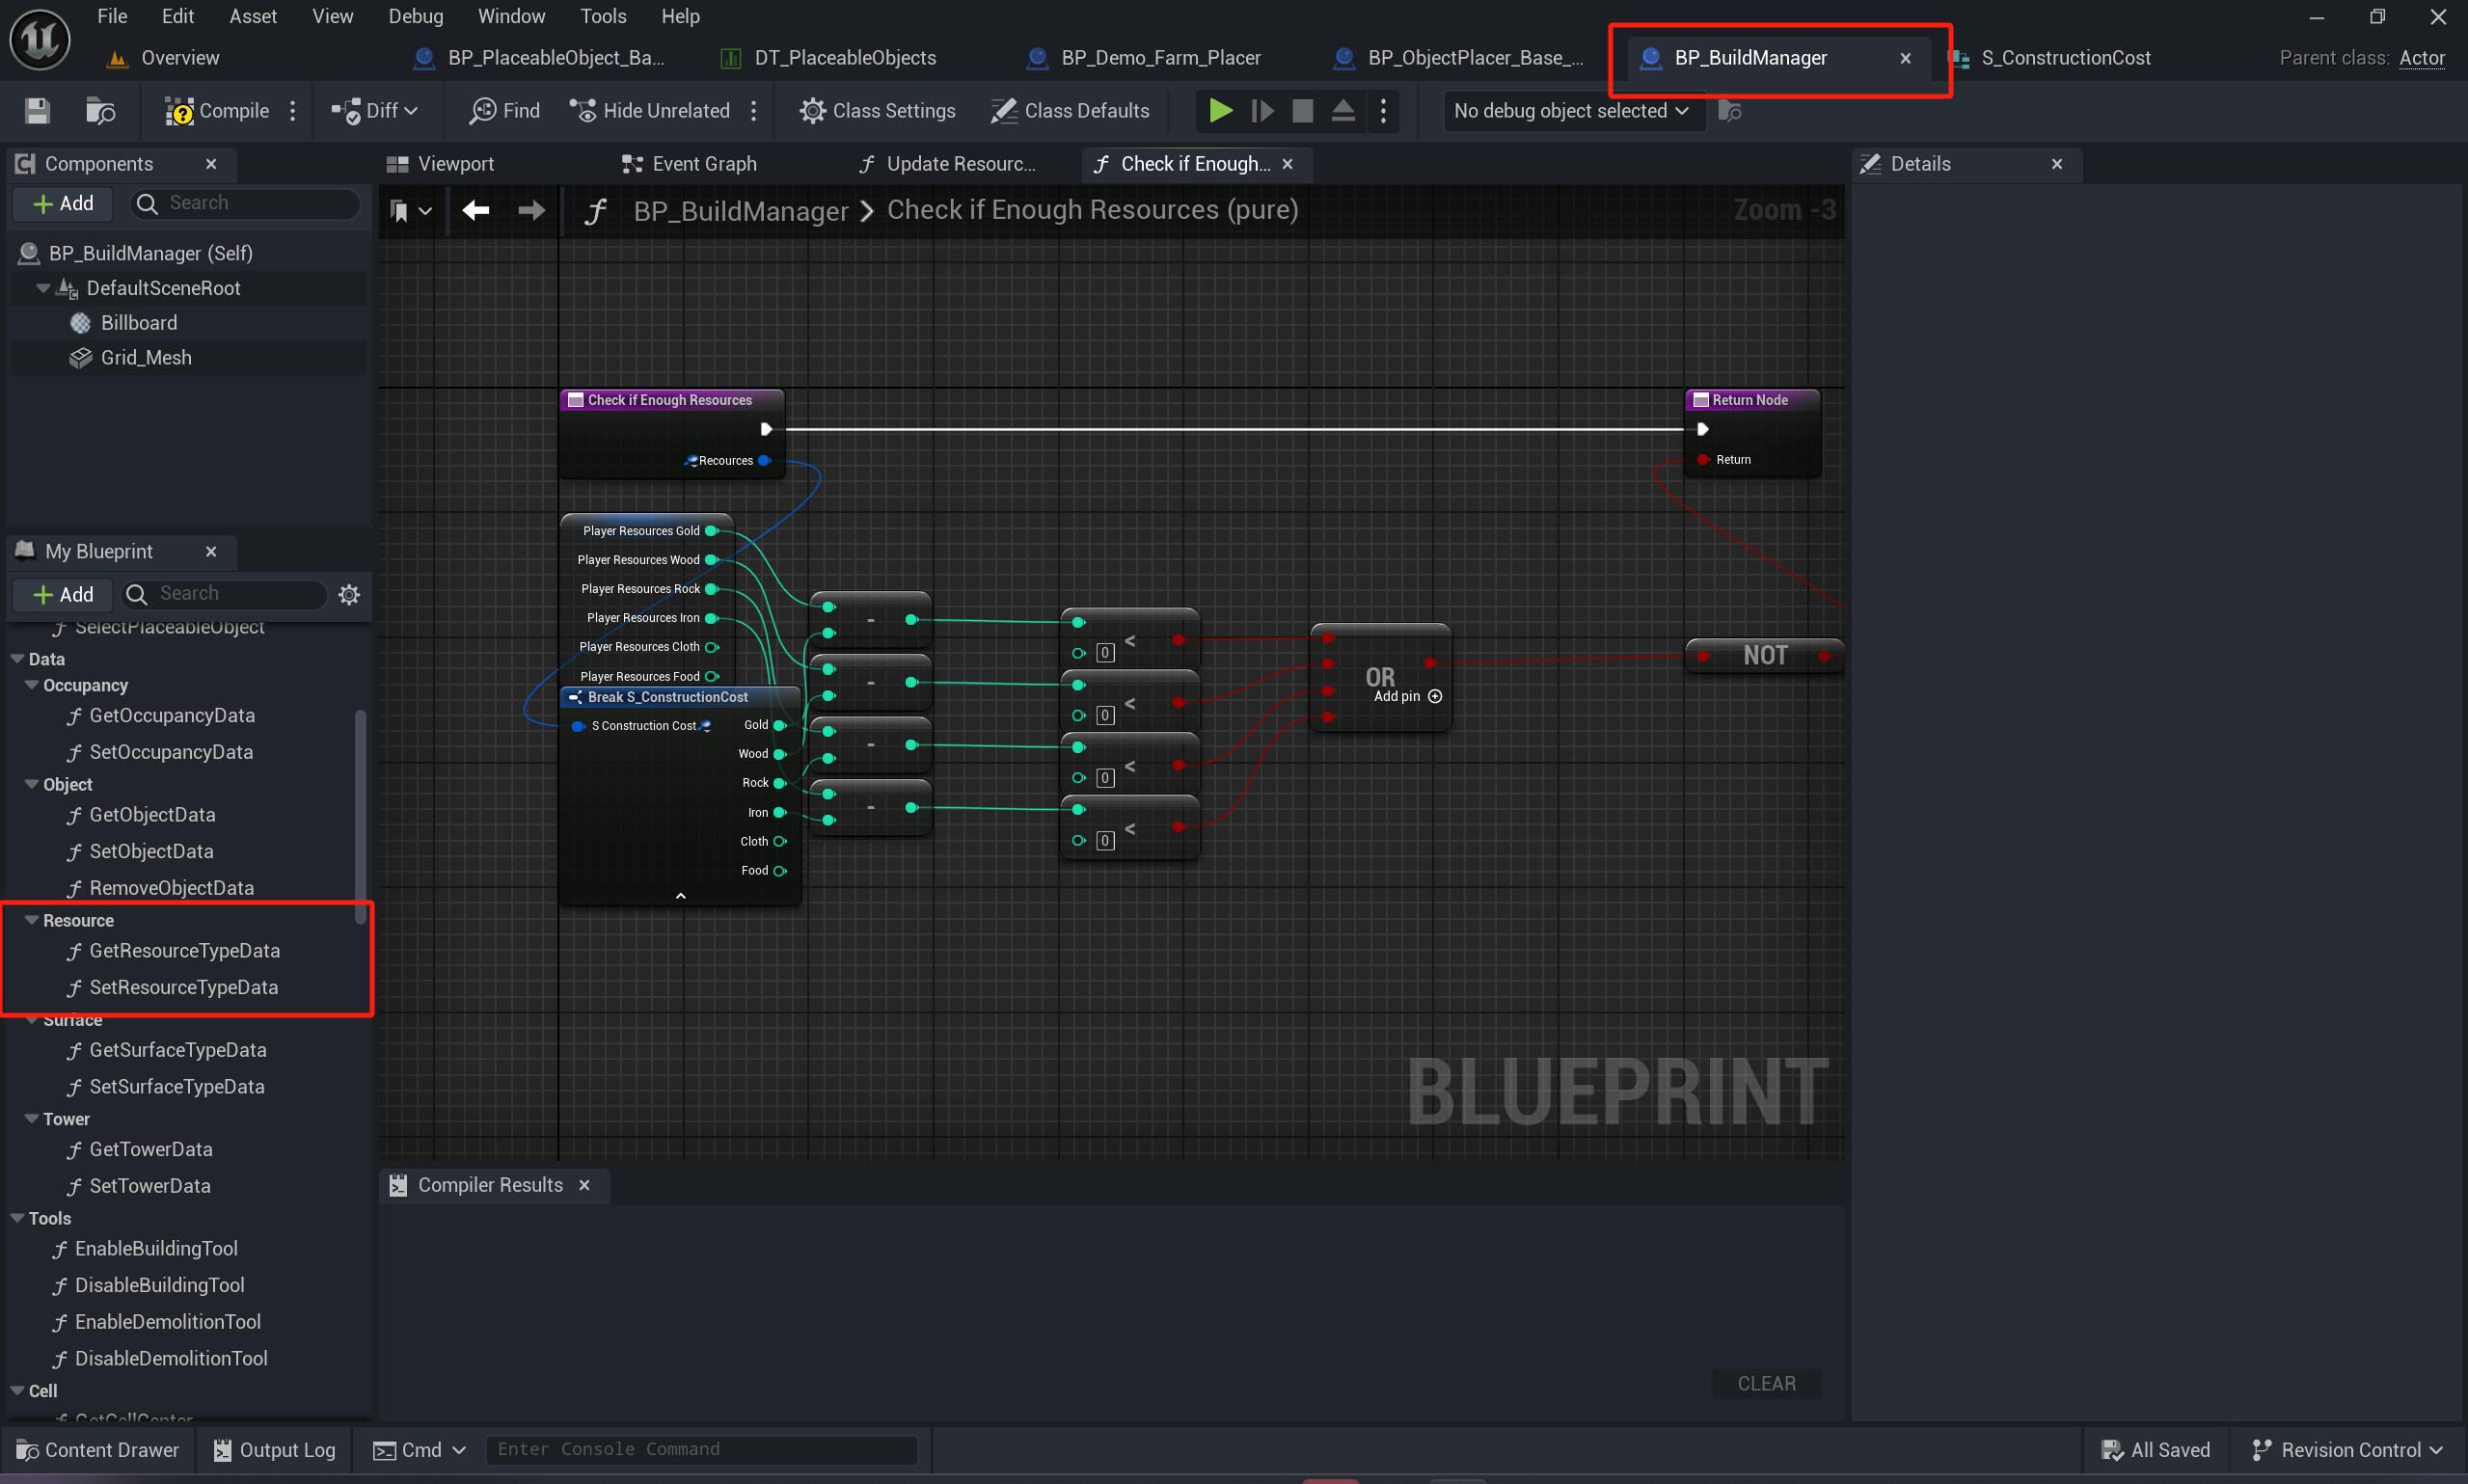 File Edit Asset View Debug Window Tools Help
Overview BP_PlaceableObject_Ba... DT_PlaceableObjects BP_Demo_Farm_Placer BP_ObjectPlacer_Base_... BP_BuildManager S_ConstructionCost Parent class: Actor
Compile Diff Find Hide Unrelated Class Settings Class Defaults No debug object selected
Components
Add Search
BP_BuildManager (Self)
DefaultSceneRoot
Billboard
Grid_Mesh
My Blueprint
Add Search
SelectPlaceableObject
Data
Occupancy
GetOccupancyData
SetOccupancyData
Object
GetObjectData
SetObjectData
RemoveObjectData
Resource
GetResourceTypeData
SetResourceTypeData
Surface
GetSurfaceTypeData
SetSurfaceTypeData
Tower
GetTowerData
SetTowerData
Tools
EnableBuildingTool
DisableBuildingTool
EnableDemolitionTool
DisableDemolitionTool
Cell
GetCellCenter
Viewport Event Graph Update Resourc... Check if Enough...
BP_BuildManager > Check if Enough Resources (pure) Zoom -3
Check if Enough Resources
Recources
Return Node
Return
Player Resources Gold
Player Resources Wood
Player Resources Rock
Player Resources Iron
Player Resources Cloth
Player Resources Food
Break S_ConstructionCost
S Construction Cost
Gold
Wood
Rock
Iron
Cloth
Food
-
-
-
-
0 <
0 <
0 <
0 <
OR
Add pin
NOT
BLUEPRINT
Details
Compiler Results
CLEAR
Content Drawer Output Log Cmd Enter Console Command All Saved Revision Control